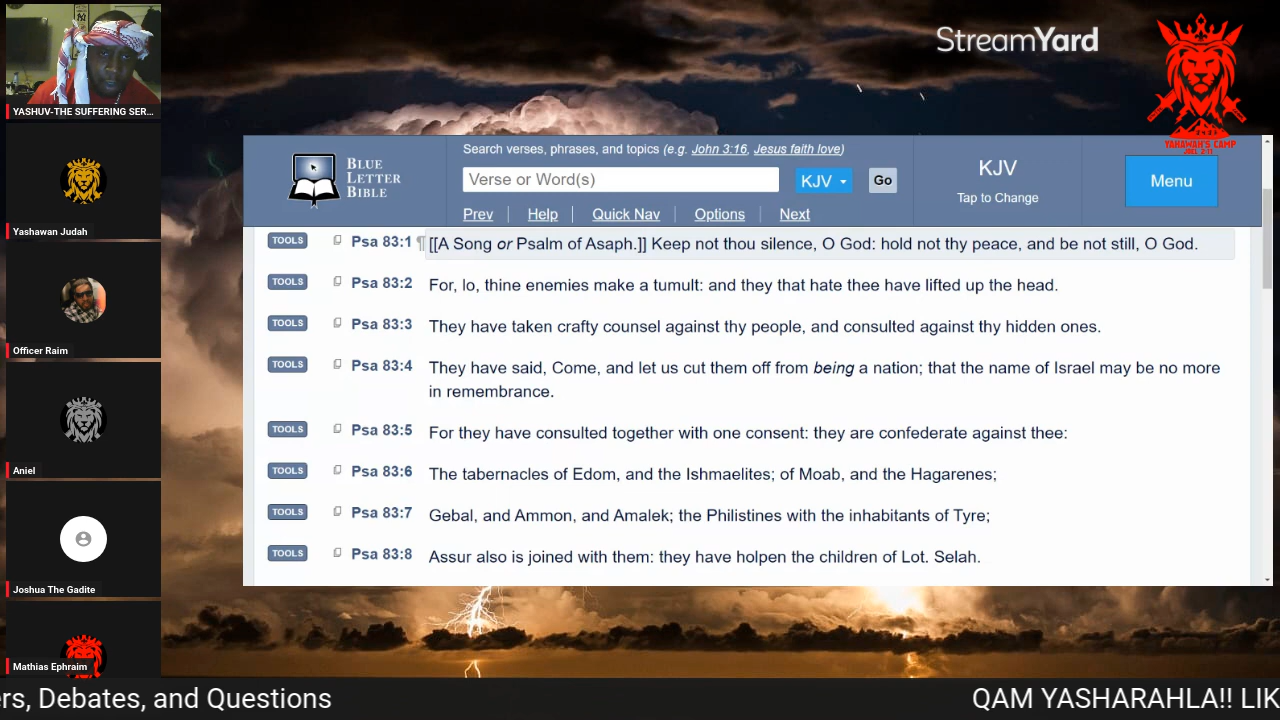 StreamYard
YAHAWAH'S CAMP
JOEL 2:11
YASHUV-THE SUFFERING SER...
Yashawan Judah
Officer Raim
Aniel
Joshua The Gadite
Mathias Ephraim
BLUE
LETTER
BIBLE
Search verses, phrases, and topics (e.g. John 3:16, Jesus faith love)
Verse or Word(s)
KJV
Go
Prev Help Quick Nav Options Next
KJV
Tap to Change
Menu
TOOLS Psa 83:1 ¶ [[A Song or Psalm of Asaph.]] Keep not thou silence, O God: hold not thy peace, and be not still, O God.
TOOLS Psa 83:2 For, lo, thine enemies make a tumult: and they that hate thee have lifted up the head.
TOOLS Psa 83:3 They have taken crafty counsel against thy people, and consulted against thy hidden ones.
TOOLS Psa 83:4 They have said, Come, and let us cut them off from being a nation; that the name of Israel may be no more
in remembrance.
TOOLS Psa 83:5 For they have consulted together with one consent: they are confederate against thee:
TOOLS Psa 83:6 The tabernacles of Edom, and the Ishmaelites; of Moab, and the Hagarenes;
TOOLS Psa 83:7 Gebal, and Ammon, and Amalek; the Philistines with the inhabitants of Tyre;
TOOLS Psa 83:8 Assur also is joined with them: they have holpen the children of Lot. Selah.
ers, Debates, and Questions QAM YASHARAHLA!! LIK